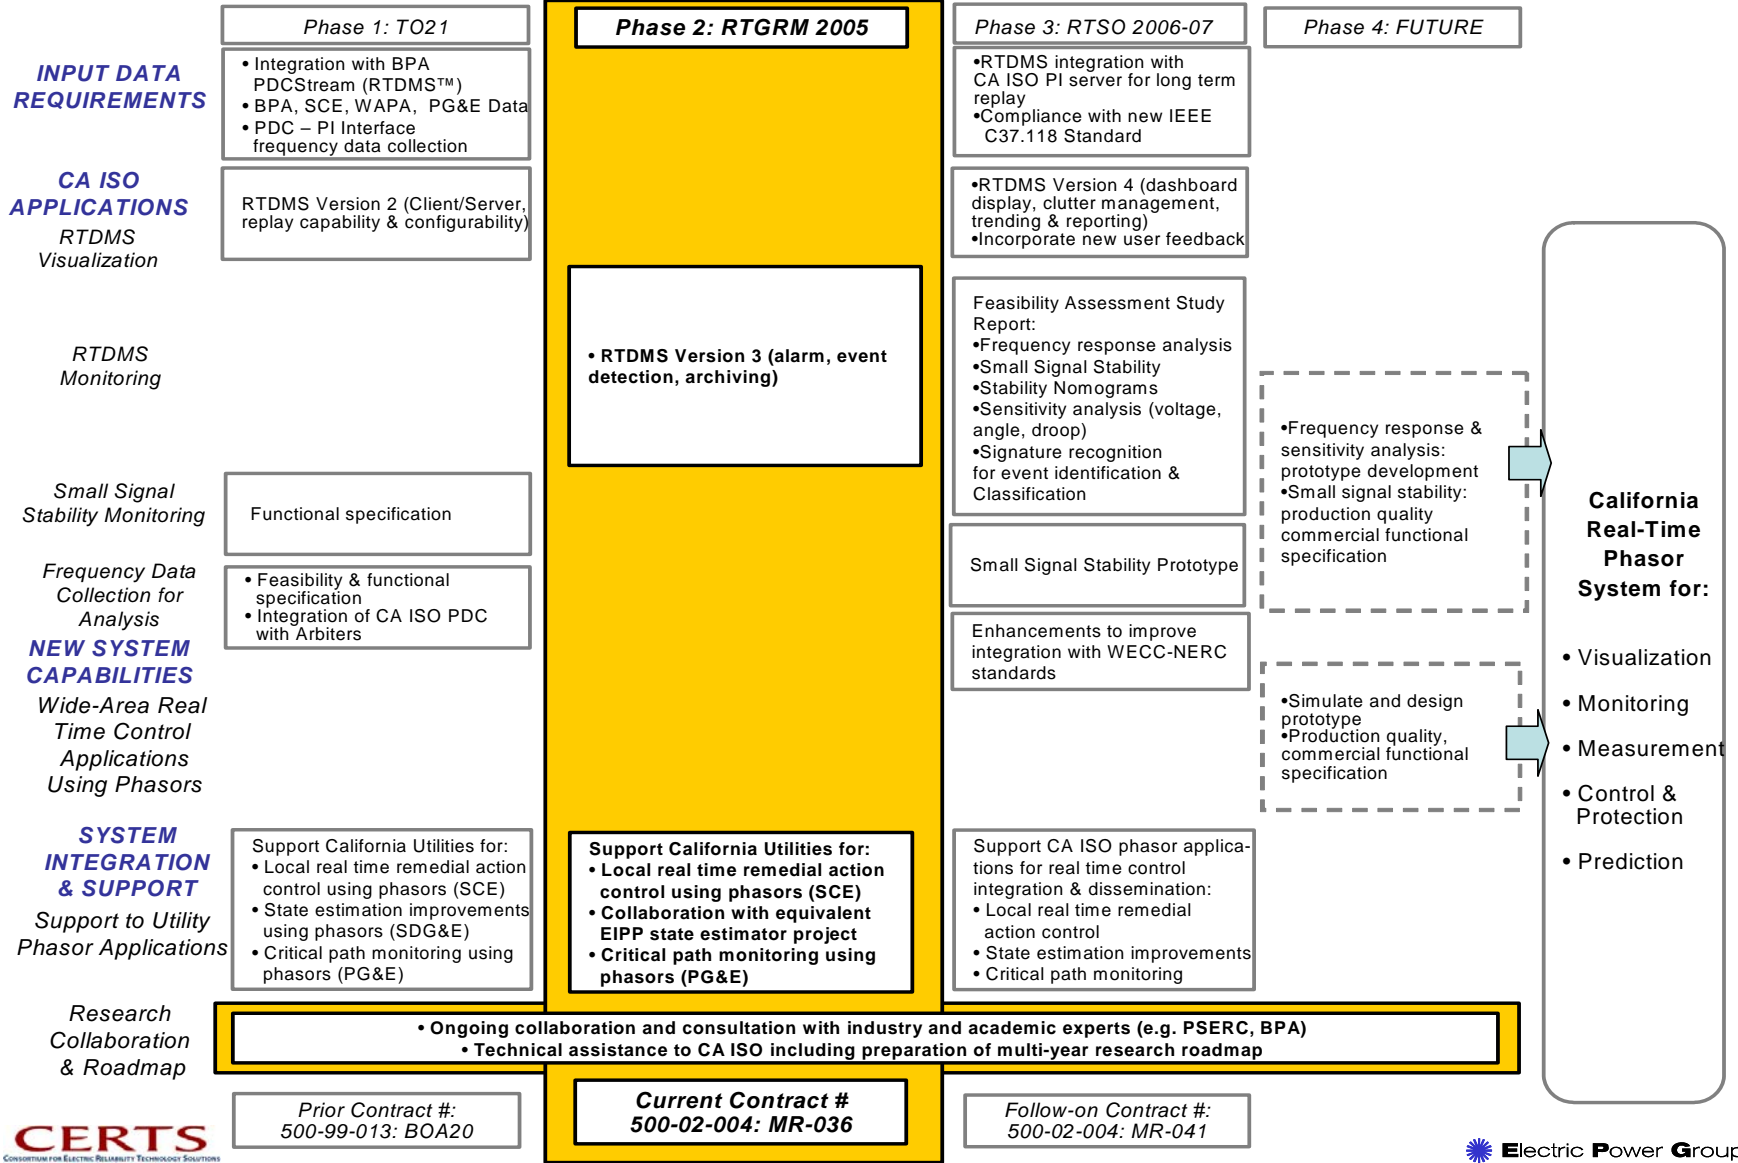 Phase 1: TO21
Phase 2: RTGRM 2005
Phase 3: RTSO 2006-07
Phase 4: FUTURE
INPUT DATA
REQUIREMENTS
• Integration with BPA
PDCStream (RTDMS™)
• BPA, SCE, WAPA, PG&E Data
• PDC – PI Interface
frequency data collection
•RTDMS integration with
CA ISO PI server for long term
replay
•Compliance with new IEEE
C37.118 Standard
CA ISO
APPLICATIONS
RTDMS
Visualization
RTDMS Version 2 (Client/Server,
replay capability & configurability)
•RTDMS Version 4 (dashboard
display, clutter management,
trending & reporting)
•Incorporate new user feedback
RTDMS
Monitoring
• RTDMS Version 3 (alarm, event
detection, archiving)
Feasibility Assessment Study
Report:
•Frequency response analysis
•Small Signal Stability
•Stability Nomograms
•Sensitivity analysis (voltage,
angle, droop)
•Signature recognition
for event identification &
Classification
•Frequency response &
sensitivity analysis:
prototype development
•Small signal stability:
production quality
commercial functional
specification
Small Signal
Stability Monitoring
Functional specification
Small Signal Stability Prototype
Frequency Data
Collection for
Analysis
• Feasibility & functional
specification
• Integration of CA ISO PDC
with Arbiters
Enhancements to improve
integration with WECC-NERC
standards
NEW SYSTEM
CAPABILITIES
Wide-Area Real
Time Control
Applications
Using Phasors
•Simulate and design
prototype
•Production quality,
commercial functional
specification
California
Real-Time
Phasor
System for:
• Visualization
• Monitoring
• Measurement
• Control &
Protection
• Prediction
SYSTEM
INTEGRATION
& SUPPORT
Support to Utility
Phasor Applications
Support California Utilities for:
• Local real time remedial action
control using phasors (SCE)
• State estimation improvements
using phasors (SDG&E)
• Critical path monitoring using
phasors (PG&E)
Support California Utilities for:
• Local real time remedial action
control using phasors (SCE)
• Collaboration with equivalent
EIPP state estimator project
• Critical path monitoring using
phasors (PG&E)
Support CA ISO phasor applica-
tions for real time control
integration & dissemination:
• Local real time remedial
action control
• State estimation improvements
• Critical path monitoring
Research
Collaboration
& Roadmap
• Ongoing collaboration and consultation with industry and academic experts (e.g. PSERC, BPA)
• Technical assistance to CA ISO including preparation of multi-year research roadmap
Prior Contract #:
500-99-013: BOA20
Current Contract #
500-02-004: MR-036
Follow-on Contract #:
500-02-004: MR-041
CERTS
CONSORTIUM FOR ELECTRIC RELIABILITY TECHNOLOGY SOLUTIONS
Electric Power Group